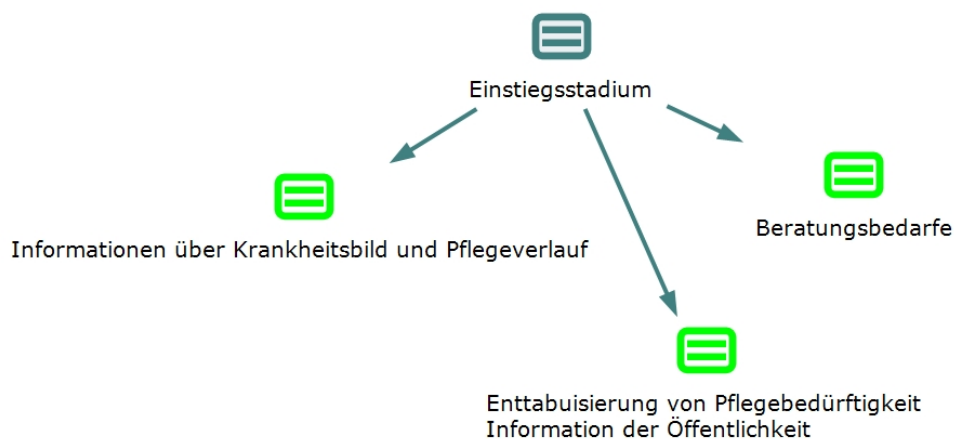 Einstiegsstadium
Informationen über Krankheitsbild und Pflegeverlauf
Beratungsbedarfe
Enttabuisierung von Pflegebedürftigkeit
Information der Öffentlichkeit